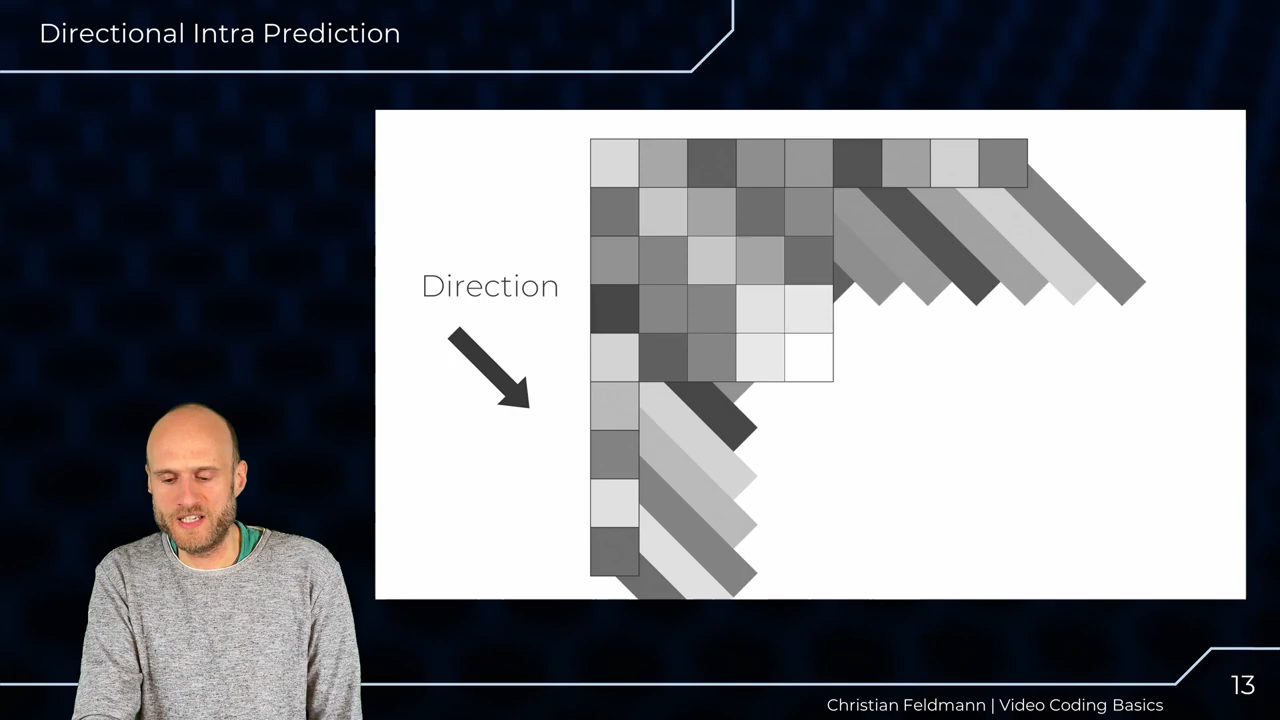 Directional Intra Prediction
Direction
13
Christian Feldmann | Video Coding Basics